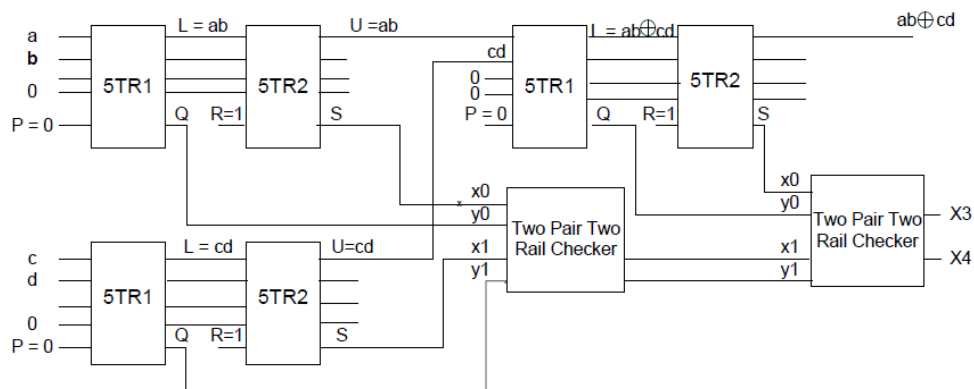 L = ab
U =ab
L = ab⊕cd
ab⊕cd
a
b
0
P = 0
5TR1
Q
R=1
5TR2
S
cd
0
0
P = 0
5TR1
Q
R=1
5TR2
S
x0
y0
x1
y1
Two Pair Two
Rail Checker
x0
y0
x1
y1
Two Pair Two
Rail Checker
X3
X4
L = cd
U=cd
c
d
0
P = 0
5TR1
Q
R=1
5TR2
S